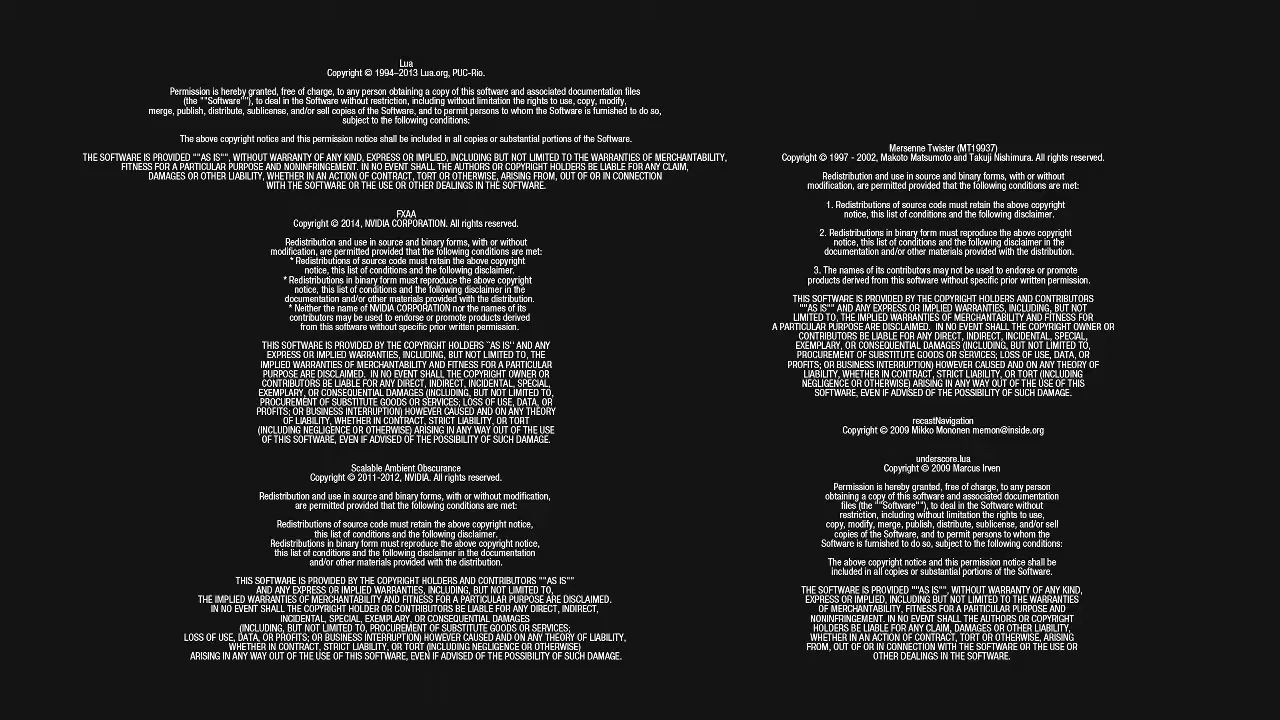 Lua
Copyright © 1994–2013 Lua.org, PUC-Rio.
Permission is hereby granted, free of charge, to any person obtaining a copy of this software and associated documentation files
(the ""Software""), to deal in the Software without restriction, including without limitation the rights to use, copy, modify,
merge, publish, distribute, sublicense, and/or sell copies of the Software, and to permit persons to whom the Software is furnished to do so,
subject to the following conditions:
The above copyright notice and this permission notice shall be included in all copies or substantial portions of the Software.
THE SOFTWARE IS PROVIDED ""AS IS"", WITHOUT WARRANTY OF ANY KIND, EXPRESS OR IMPLIED, INCLUDING BUT NOT LIMITED TO THE WARRANTIES OF MERCHANTABILITY,
FITNESS FOR A PARTICULAR PURPOSE AND NONINFRINGEMENT. IN NO EVENT SHALL THE AUTHORS OR COPYRIGHT HOLDERS BE LIABLE FOR ANY CLAIM,
DAMAGES OR OTHER LIABILITY, WHETHER IN AN ACTION OF CONTRACT, TORT OR OTHERWISE, ARISING FROM, OUT OF OR IN CONNECTION
WITH THE SOFTWARE OR THE USE OR OTHER DEALINGS IN THE SOFTWARE.
FXAA
Copyright © 2014, NVIDIA CORPORATION. All rights reserved.
Redistribution and use in source and binary forms, with or without
modification, are permitted provided that the following conditions are met:
* Redistributions of source code must retain the above copyright
notice, this list of conditions and the following disclaimer.
* Redistributions in binary form must reproduce the above copyright
notice, this list of conditions and the following disclaimer in the
documentation and/or other materials provided with the distribution.
* Neither the name of NVIDIA CORPORATION nor the names of its
contributors may be used to endorse or promote products derived
from this software without specific prior written permission.
THIS SOFTWARE IS PROVIDED BY THE COPYRIGHT HOLDERS ``AS IS'' AND ANY
EXPRESS OR IMPLIED WARRANTIES, INCLUDING, BUT NOT LIMITED TO, THE
IMPLIED WARRANTIES OF MERCHANTABILITY AND FITNESS FOR A PARTICULAR
PURPOSE ARE DISCLAIMED.  IN NO EVENT SHALL THE COPYRIGHT OWNER OR
CONTRIBUTORS BE LIABLE FOR ANY DIRECT, INDIRECT, INCIDENTAL, SPECIAL,
EXEMPLARY, OR CONSEQUENTIAL DAMAGES (INCLUDING, BUT NOT LIMITED TO,
PROCUREMENT OF SUBSTITUTE GOODS OR SERVICES; LOSS OF USE, DATA, OR
PROFITS; OR BUSINESS INTERRUPTION) HOWEVER CAUSED AND ON ANY THEORY
OF LIABILITY, WHETHER IN CONTRACT, STRICT LIABILITY, OR TORT
(INCLUDING NEGLIGENCE OR OTHERWISE) ARISING IN ANY WAY OUT OF THE USE
OF THIS SOFTWARE, EVEN IF ADVISED OF THE POSSIBILITY OF SUCH DAMAGE.
Scalable Ambient Obscurance
Copyright © 2011-2012, NVIDIA. All rights reserved.
Redistribution and use in source and binary forms, with or without modification,
are permitted provided that the following conditions are met:
Redistributions of source code must retain the above copyright notice,
this list of conditions and the following disclaimer.
Redistributions in binary form must reproduce the above copyright notice,
this list of conditions and the following disclaimer in the documentation
and/or other materials provided with the distribution.
THIS SOFTWARE IS PROVIDED BY THE COPYRIGHT HOLDERS AND CONTRIBUTORS ""AS IS""
AND ANY EXPRESS OR IMPLIED WARRANTIES, INCLUDING, BUT NOT LIMITED TO,
THE IMPLIED WARRANTIES OF MERCHANTABILITY AND FITNESS FOR A PARTICULAR PURPOSE ARE DISCLAIMED.
IN NO EVENT SHALL THE COPYRIGHT HOLDER OR CONTRIBUTORS BE LIABLE FOR ANY DIRECT, INDIRECT,
INCIDENTAL, SPECIAL, EXEMPLARY, OR CONSEQUENTIAL DAMAGES
(INCLUDING, BUT NOT LIMITED TO, PROCUREMENT OF SUBSTITUTE GOODS OR SERVICES;
LOSS OF USE, DATA, OR PROFITS; OR BUSINESS INTERRUPTION) HOWEVER CAUSED AND ON ANY THEORY OF LIABILITY,
WHETHER IN CONTRACT, STRICT LIABILITY, OR TORT (INCLUDING NEGLIGENCE OR OTHERWISE)
ARISING IN ANY WAY OUT OF THE USE OF THIS SOFTWARE, EVEN IF ADVISED OF THE POSSIBILITY OF SUCH DAMAGE.
Mersenne Twister (MT19937)
Copyright © 1997 - 2002, Makoto Matsumoto and Takuji Nishimura. All rights reserved.
Redistribution and use in source and binary forms, with or without
modification, are permitted provided that the following conditions are met:
1. Redistributions of source code must retain the above copyright
notice, this list of conditions and the following disclaimer.
2. Redistributions in binary form must reproduce the above copyright
notice, this list of conditions and the following disclaimer in the
documentation and/or other materials provided with the distribution.
3. The names of its contributors may not be used to endorse or promote
products derived from this software without specific prior written permission.
THIS SOFTWARE IS PROVIDED BY THE COPYRIGHT HOLDERS AND CONTRIBUTORS
""AS IS"" AND ANY EXPRESS OR IMPLIED WARRANTIES, INCLUDING, BUT NOT
LIMITED TO, THE IMPLIED WARRANTIES OF MERCHANTABILITY AND FITNESS FOR
A PARTICULAR PURPOSE ARE DISCLAIMED.  IN NO EVENT SHALL THE COPYRIGHT OWNER OR
CONTRIBUTORS BE LIABLE FOR ANY DIRECT, INDIRECT, INCIDENTAL, SPECIAL,
EXEMPLARY, OR CONSEQUENTIAL DAMAGES (INCLUDING, BUT NOT LIMITED TO,
PROCUREMENT OF SUBSTITUTE GOODS OR SERVICES; LOSS OF USE, DATA, OR
PROFITS; OR BUSINESS INTERRUPTION) HOWEVER CAUSED AND ON ANY THEORY OF
LIABILITY, WHETHER IN CONTRACT, STRICT LIABILITY, OR TORT (INCLUDING
NEGLIGENCE OR OTHERWISE) ARISING IN ANY WAY OUT OF THE USE OF THIS
SOFTWARE, EVEN IF ADVISED OF THE POSSIBILITY OF SUCH DAMAGE.
recastNavigation
Copyright © 2009 Mikko Mononen memon@inside.org
underscore.lua
Copyright © 2009 Marcus Irven
Permission is hereby granted, free of charge, to any person
obtaining a copy of this software and associated documentation
files (the ""Software""), to deal in the Software without
restriction, including without limitation the rights to use,
copy, modify, merge, publish, distribute, sublicense, and/or sell
copies of the Software, and to permit persons to whom the
Software is furnished to do so, subject to the following conditions:
The above copyright notice and this permission notice shall be
included in all copies or substantial portions of the Software.
THE SOFTWARE IS PROVIDED ""AS IS"", WITHOUT WARRANTY OF ANY KIND,
EXPRESS OR IMPLIED, INCLUDING BUT NOT LIMITED TO THE WARRANTIES
OF MERCHANTABILITY, FITNESS FOR A PARTICULAR PURPOSE AND
NONINFRINGEMENT. IN NO EVENT SHALL THE AUTHORS OR COPYRIGHT
HOLDERS BE LIABLE FOR ANY CLAIM, DAMAGES OR OTHER LIABILITY,
WHETHER IN AN ACTION OF CONTRACT, TORT OR OTHERWISE, ARISING
FROM, OUT OF OR IN CONNECTION WITH THE SOFTWARE OR THE USE OR
OTHER DEALINGS IN THE SOFTWARE.